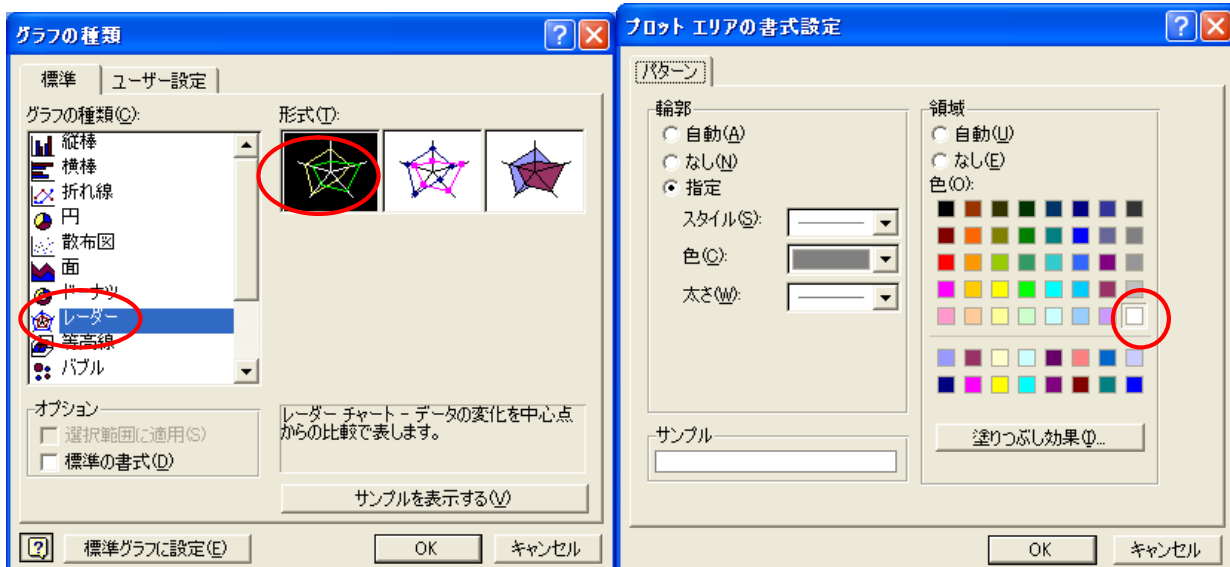 グラフの種類
標準 ユーザー設定
グラフの種類(C):
縦棒
横棒
折れ線
円
散布図
面
ドーナツ
レーダー
等高線
バブル
形式(T):
オプション
選択範囲に適用(S)
標準の書式(D)
レーダー チャート - データの変化を中心点
からの比較で表します。
サンプルを表示する(V)
標準グラフに設定(E)
OK
キャンセル
プロット エリアの書式設定
パターン
輪郭
自動(A)
なし(N)
指定
スタイル(S):
色(C):
太さ(W):
サンプル
領域
自動(U)
なし(E)
色(O):
塗りつぶし効果(I)...
OK
キャンセル